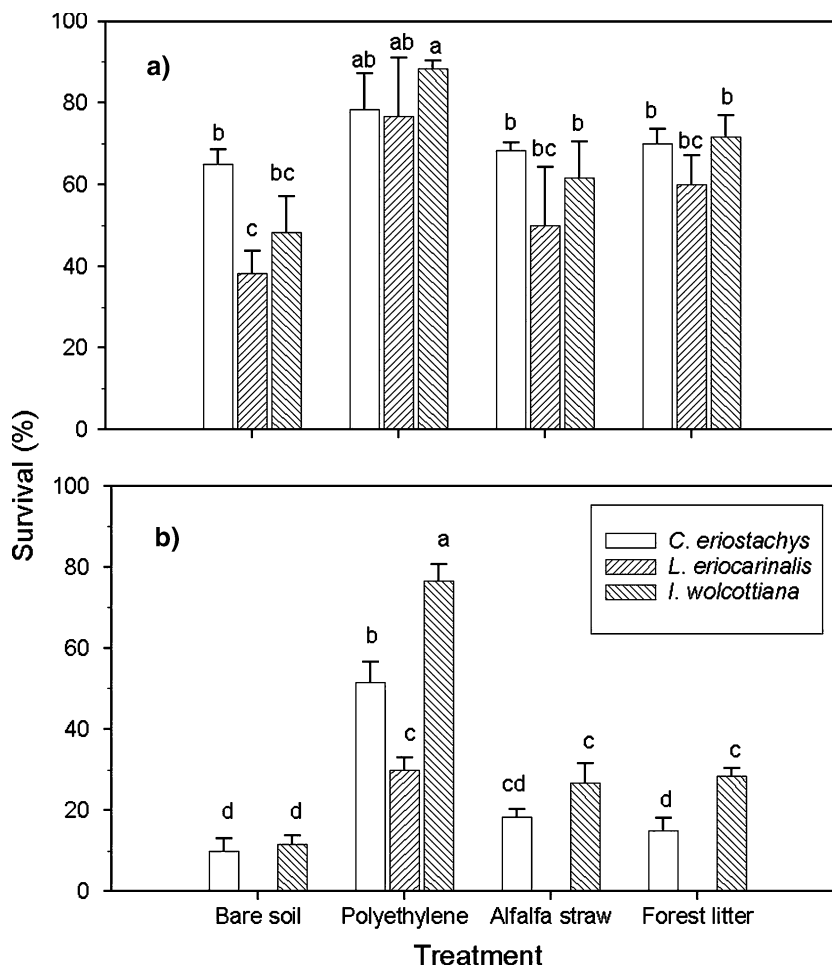 100
a)
ab
ab
a
80
b
b
b
b
b
bc
bc
bc
60
c
40
20
0
Survival (%)
100
b)
C. eriostachys
L. eriocarinalis
I. wolcottiana
a
80
b
60
c
40
c
c
d
d
cd
d
20
0
Bare soil
Polyethylene
Alfalfa straw
Forest litter
Treatment